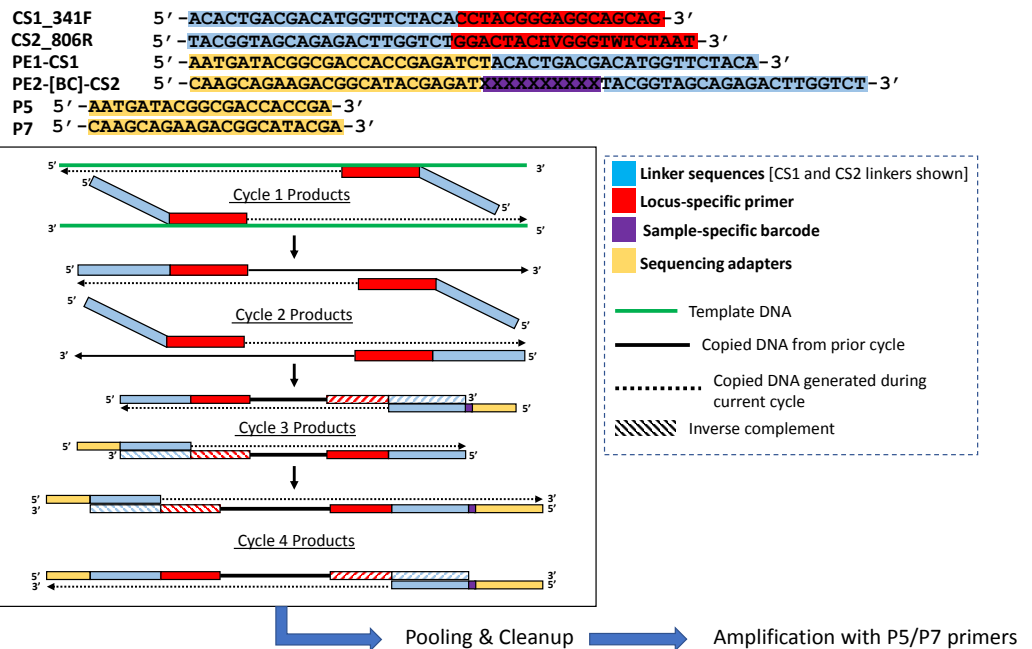 CS1_341F 5'-ACACTGACGACATGGTTCTACACCTACGGGAGGCAGCAG-3'
CS2_806R 5'-TACGGTAGCAGAGACTTGGTCTGGACTACHVGGGTWTCTAAT-3'
PE1-CS1 5'-AATGATACGGCGACCACCGAGATCTACACTGACGACATGGTTCTACA-3'
PE2-[BC]-CS2 5'-CAAGCAGAAGACGGCATACGAGATXXXXXXXXXXTACGGTAGCAGAGACTTGGTCT-3'
P5 5'-AATGATACGGCGACCACCGA-3'
P7 5'-CAAGCAGAAGACGGCATACGA-3'
5' 3'
5'
Cycle 1 Products
5'
3' 5'
5' 3'
5'
Cycle 2 Products
5'
3' 5'
5' 3'
5'
Cycle 3 Products
5'
3'
5'
5' 3'
3' 5'
Cycle 4 Products
5' 3'
3' 5'
Linker sequences [CS1 and CS2 linkers shown]
Locus-specific primer
Sample-specific barcode
Sequencing adapters
Template DNA
Copied DNA from prior cycle
Copied DNA generated during
current cycle
Inverse complement
Pooling & Cleanup
Amplification with P5/P7 primers